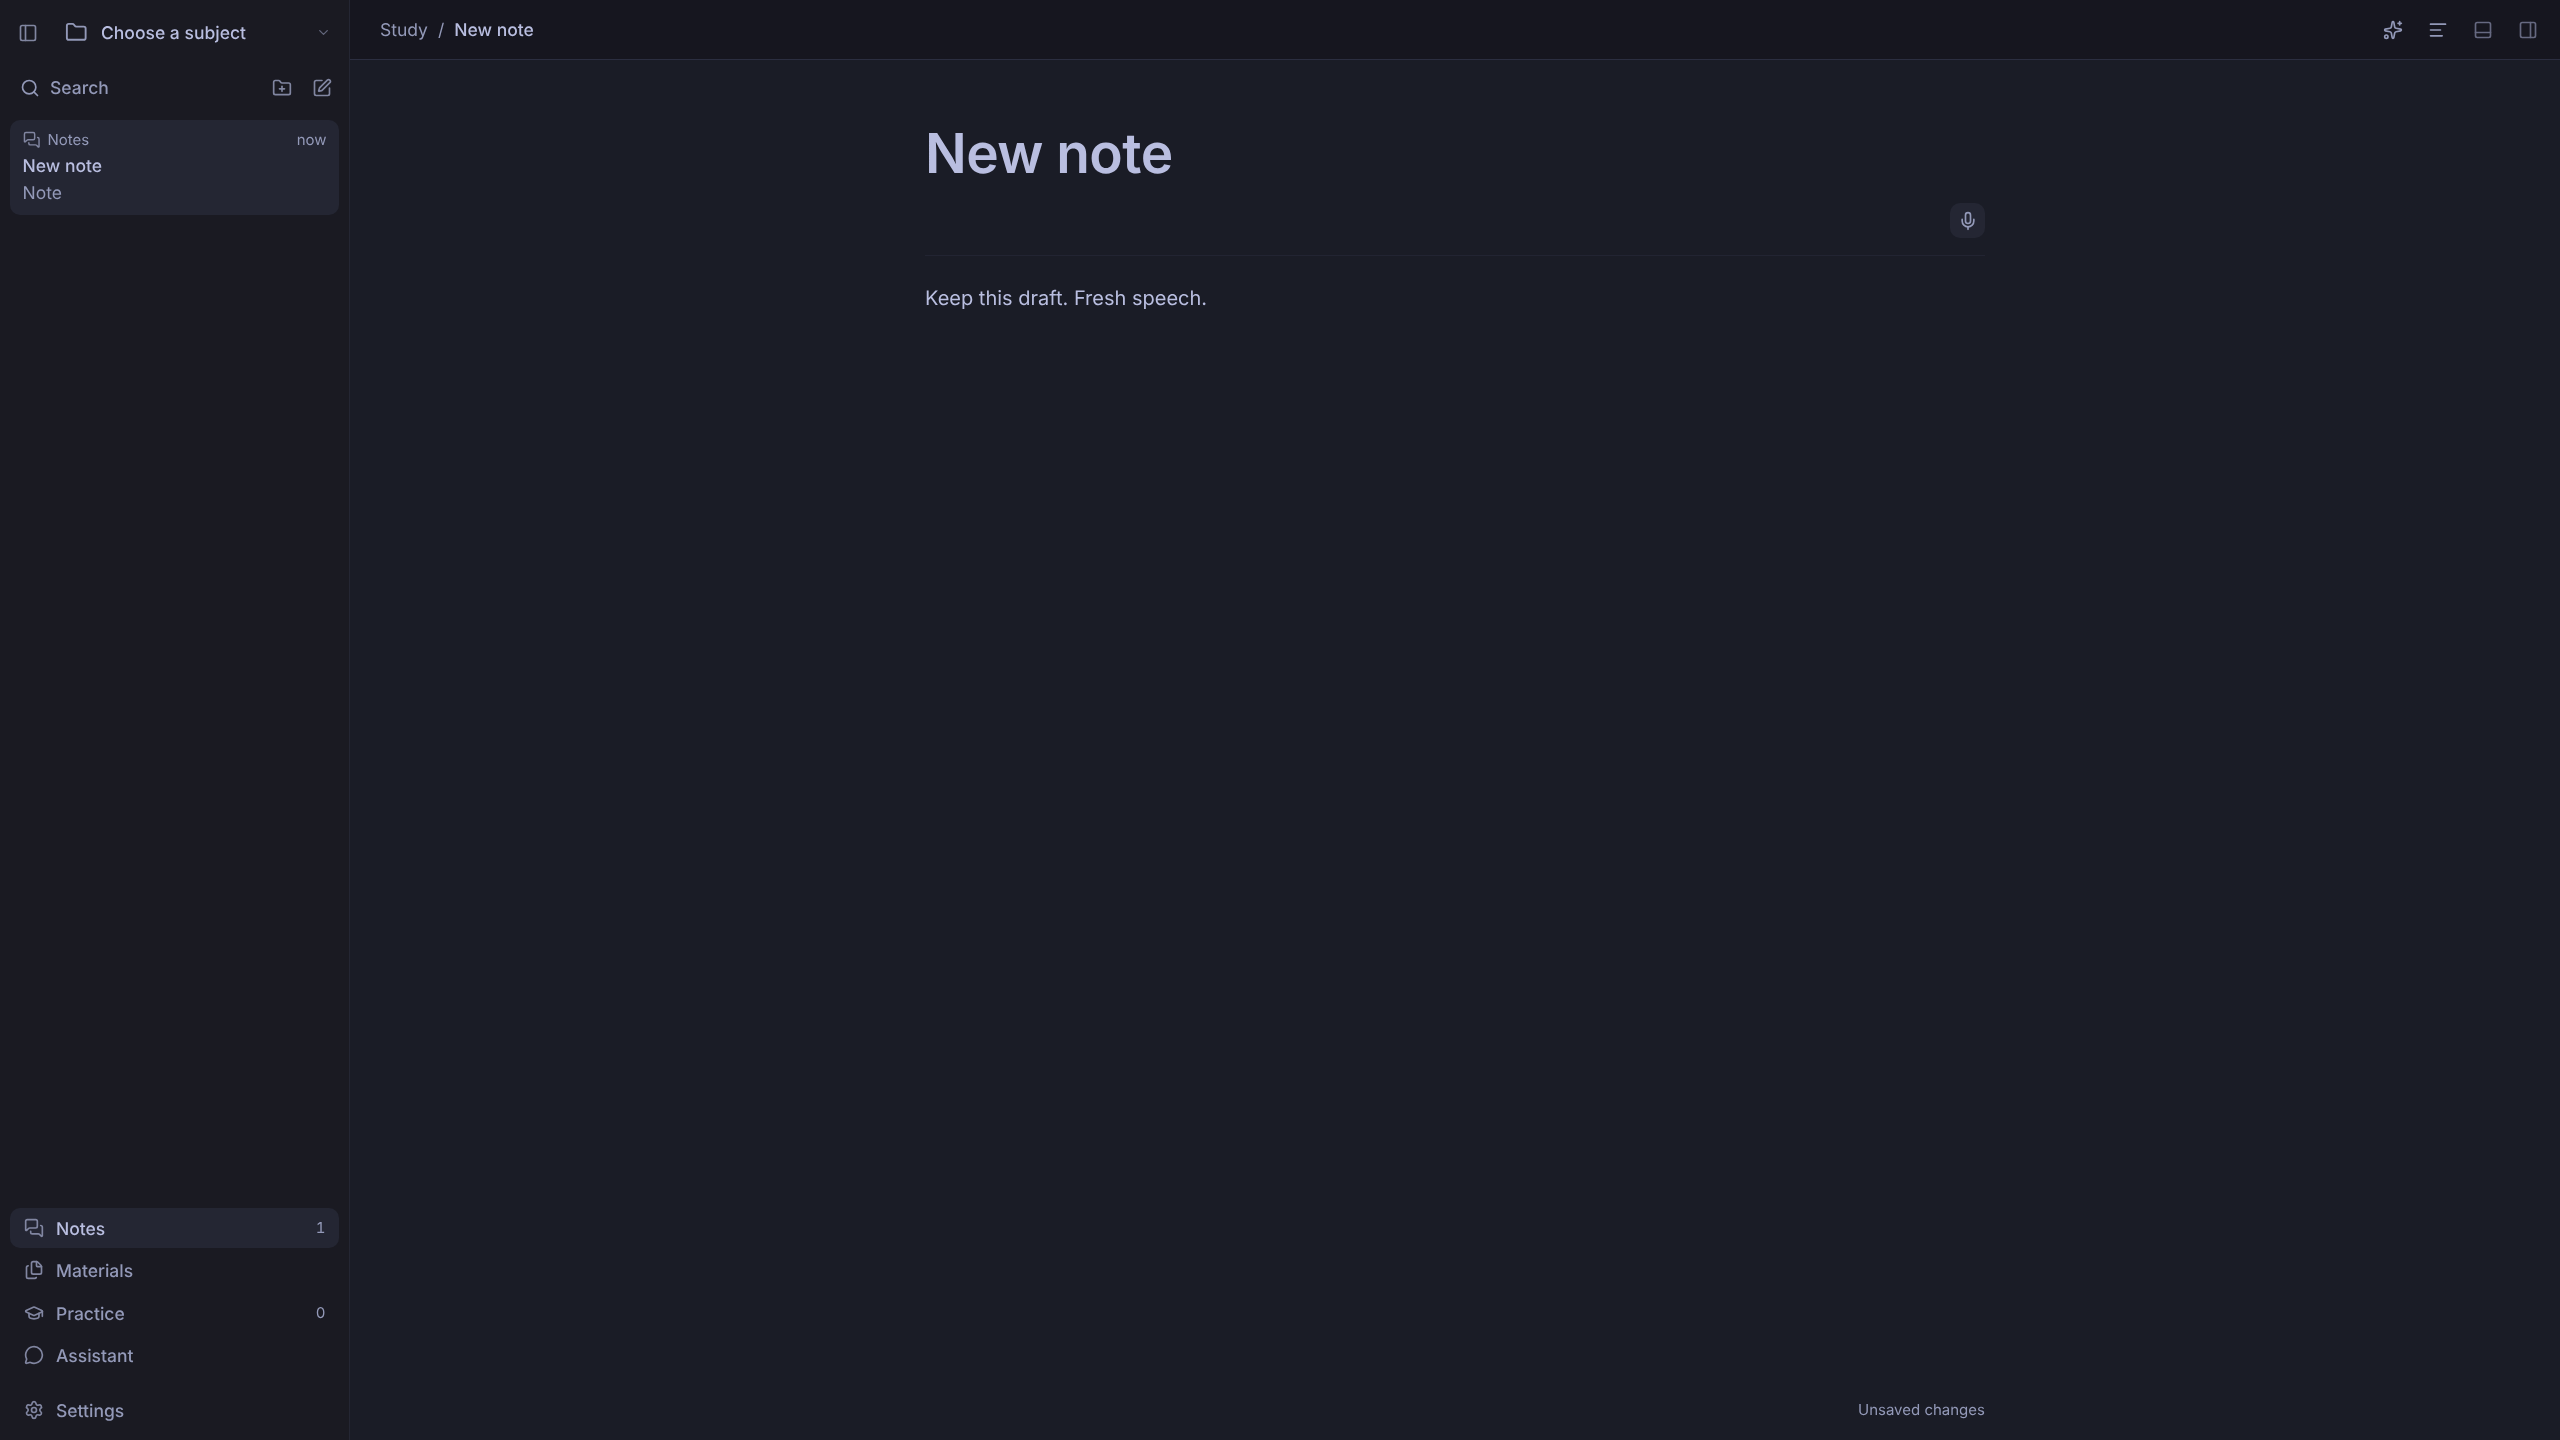 Choose a subject
Study / New note
Search
Notes now
New note
Note
New note
Keep this draft. Fresh speech.
Notes 1
Materials
Practice 0
Assistant
Settings
Unsaved changes